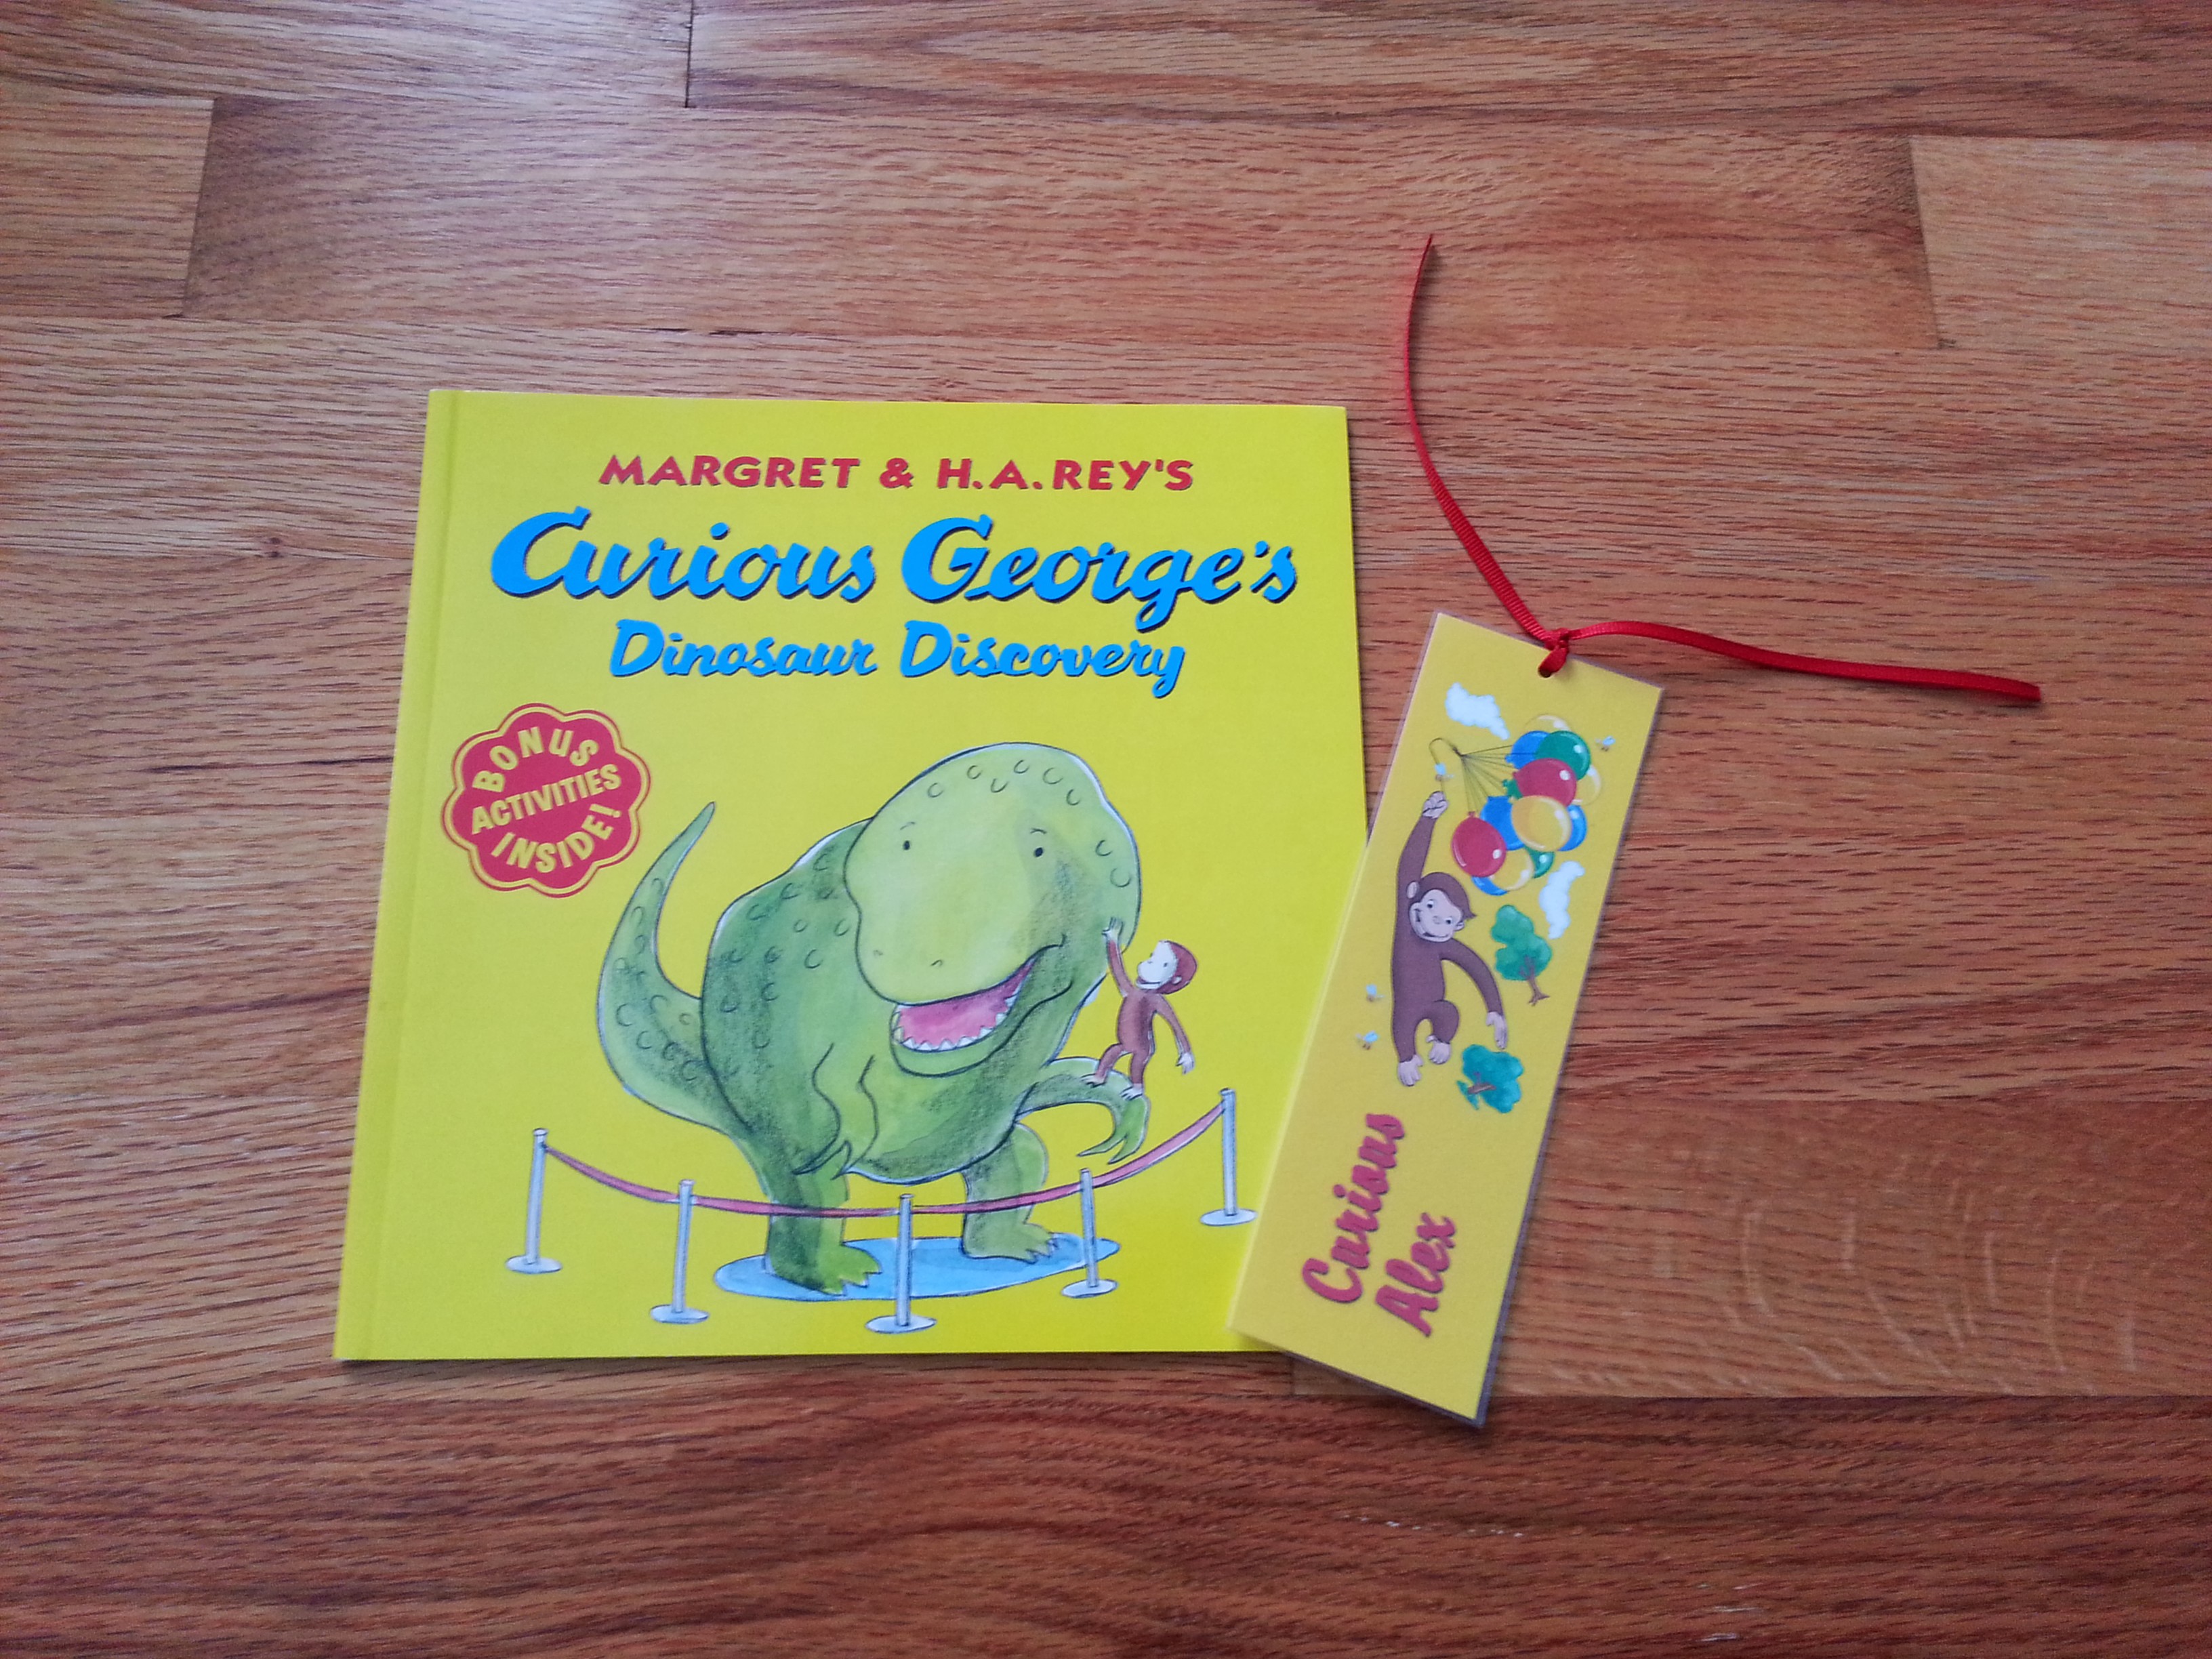 MARGRET & H.A.REY'S
Curious George's
Dinosaur Discovery
BONUS
ACTIVITIES
INSIDE!
Curious
Alex